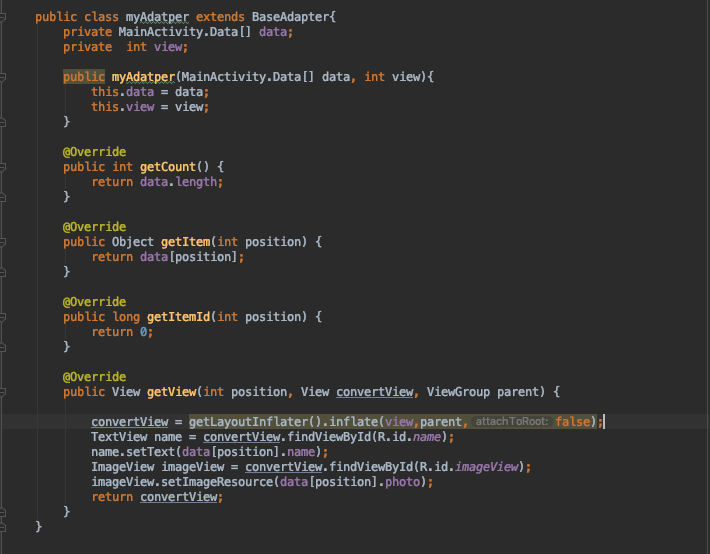 public class myAdatper extends BaseAdapter{
    private MainActivity.Data[] data;
    private  int view;

    public myAdatper(MainActivity.Data[] data, int view){
        this.data = data;
        this.view = view;
    }

    @Override
    public int getCount() {
        return data.length;
    }

    @Override
    public Object getItem(int position) {
        return data[position];
    }

    @Override
    public long getItemId(int position) {
        return 0;
    }

    @Override
    public View getView(int position, View convertView, ViewGroup parent) {

        convertView = getLayoutInflater().inflate(view,parent, attachToRoot: false);
        TextView name = convertView.findViewById(R.id.name);
        name.setText(data[position].name);
        ImageView imageView = convertView.findViewById(R.id.imageView);
        imageView.setImageResource(data[position].photo);
        return convertView;
    }
}